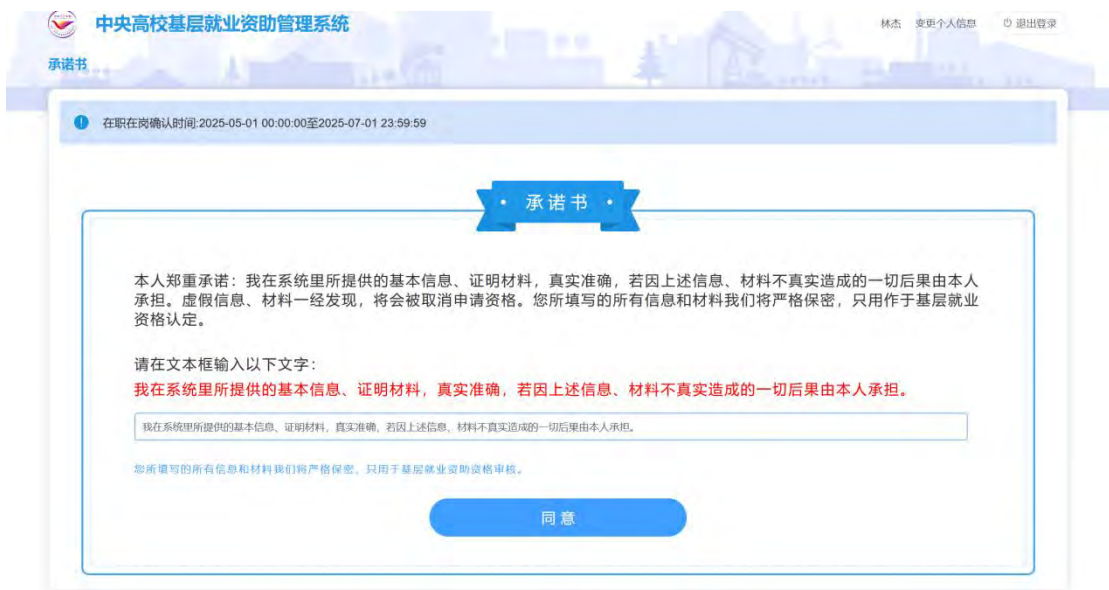 中央高校基层就业资助管理系统
林杰 变更个人信息 退出登录
承诺书
在职在岗确认时间:2025-05-01 00:00:00至2025-07-01 23:59:59
· 承诺书 ·
本人郑重承诺：我在系统里所提供的基本信息、证明材料，真实准确，若因上述信息、材料不真实造成的一切后果由本人
承担。虚假信息、材料一经发现，将会被取消申请资格。您所填写的所有信息和材料我们将严格保密，只用作于基层就业
资格认定。
请在文本框输入以下文字：
我在系统里所提供的基本信息、证明材料，真实准确，若因上述信息、材料不真实造成的一切后果由本人承担。
我在系统里所提供的基本信息、证明材料，真实准确，若因上述信息、材料不真实造成的一切后果由本人承担。
您所填写的所有信息和材料我们将严格保密，只用于基层就业资助资格审核。
同意